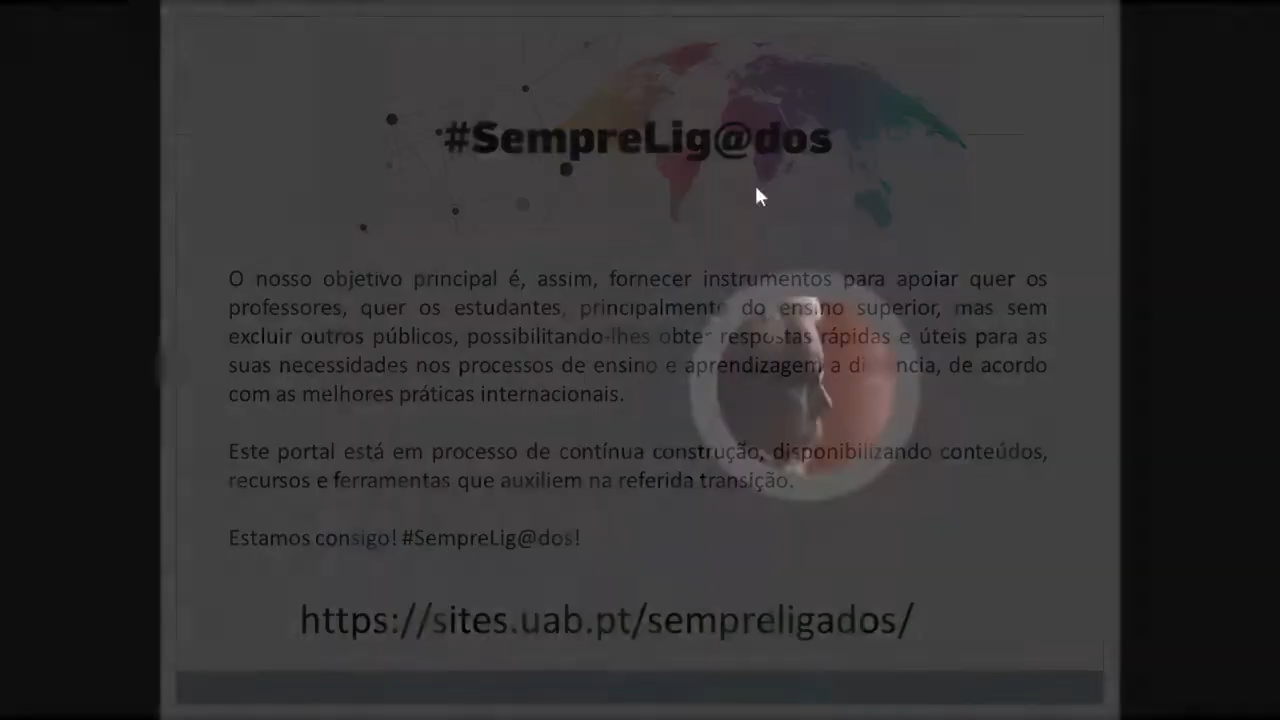 #SempreLig@dos
O nosso objetivo principal é, assim, fornecer instrumentos para apoiar quer os
professores, quer os estudantes, principalmente do ensino superior, mas sem
excluir outros públicos, possibilitando-lhes obter respostas rápidas e úteis para as
suas necessidades nos processos de ensino e aprendizagem a distância, de acordo
com as melhores práticas internacionais.
Este portal está em processo de contínua construção, disponibilizando conteúdos,
recursos e ferramentas que auxiliem na referida transição.
Estamos consigo! #SempreLig@dos!
https://sites.uab.pt/sempreligados/